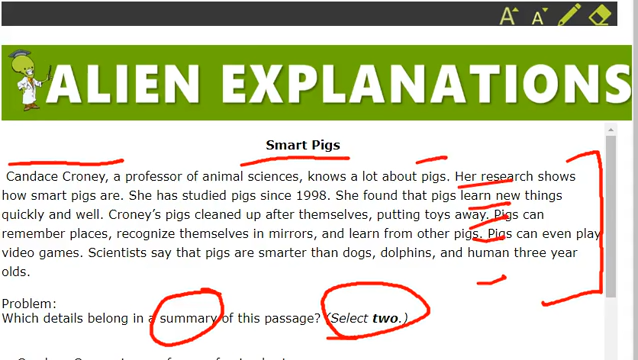 A A
ALIEN EXPLANATIONS
Smart Pigs
Candace Croney, a professor of animal sciences, knows a lot about pigs. Her research shows
how smart pigs are. She has studied pigs since 1998. She found that pigs learn new things
quickly and well. Croney's pigs cleaned up after themselves, putting toys away. Pigs can
remember places, recognize themselves in mirrors, and learn from other pigs. Pigs can even play
video games. Scientists say that pigs are smarter than dogs, dolphins, and human three year
olds.
Problem:
Which details belong in a summary of this passage? (Select two.)